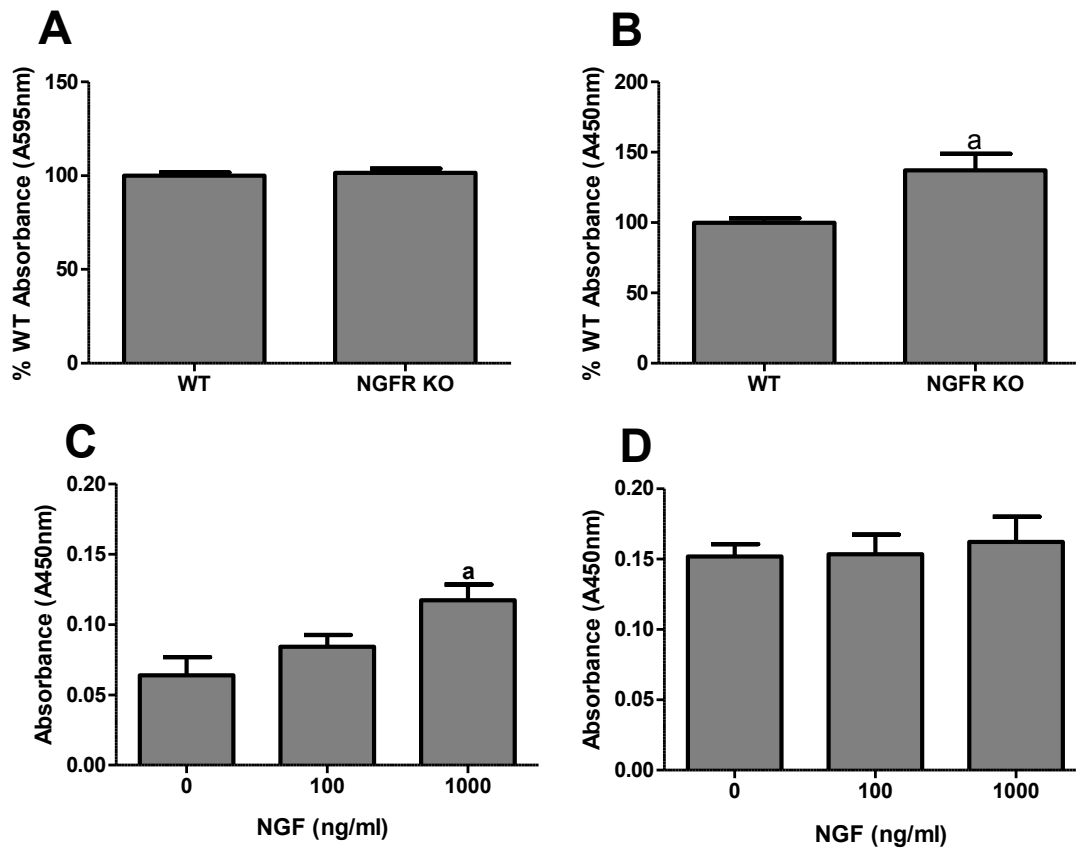 A
% WT Absorbance (A595nm)
150
100
50
0
WT NGFR KO
B
% WT Absorbance (A450nm)
200
150
100
50
0
a
WT NGFR KO
C
Absorbance (A450nm)
0.20
0.15
0.10
0.05
0.00
a
0 100 1000
NGF (ng/ml)
D
Absorbance (A450nm)
0.20
0.15
0.10
0.05
0.00
0 100 1000
NGF (ng/ml)